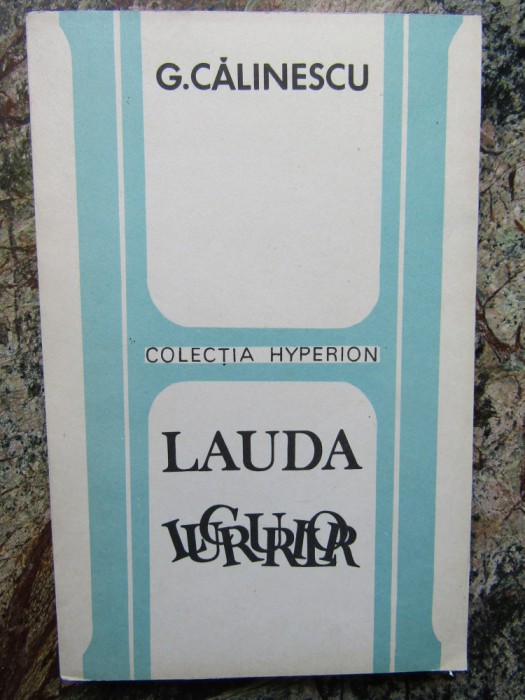 G.CĂLINESCU
COLECȚIA HYPERION
LAUDA
LUCRURILOR